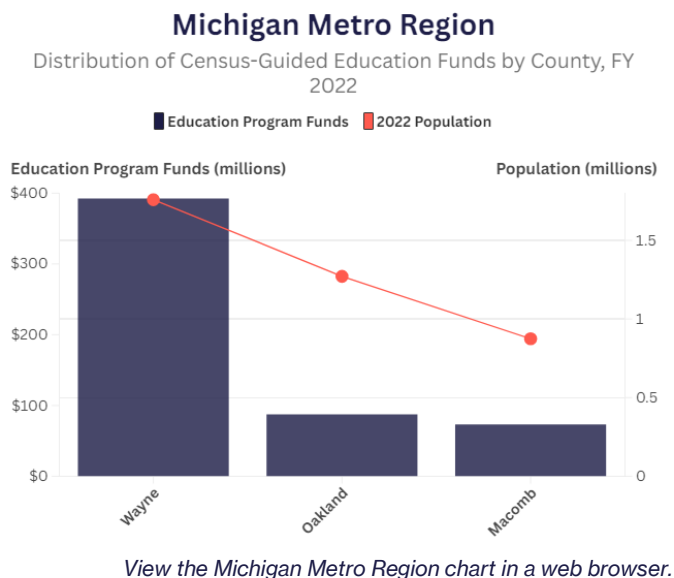 Michigan Metro Region
Distribution of Census-Guided Education Funds by County, FY
2022
Education Program Funds 2022 Population
Education Program Funds (millions) Population (millions)
$400
$300
$200
$100
$0
1.5
1
0.5
0
Wayne
Oakland
Macomb
View the Michigan Metro Region chart in a web browser.